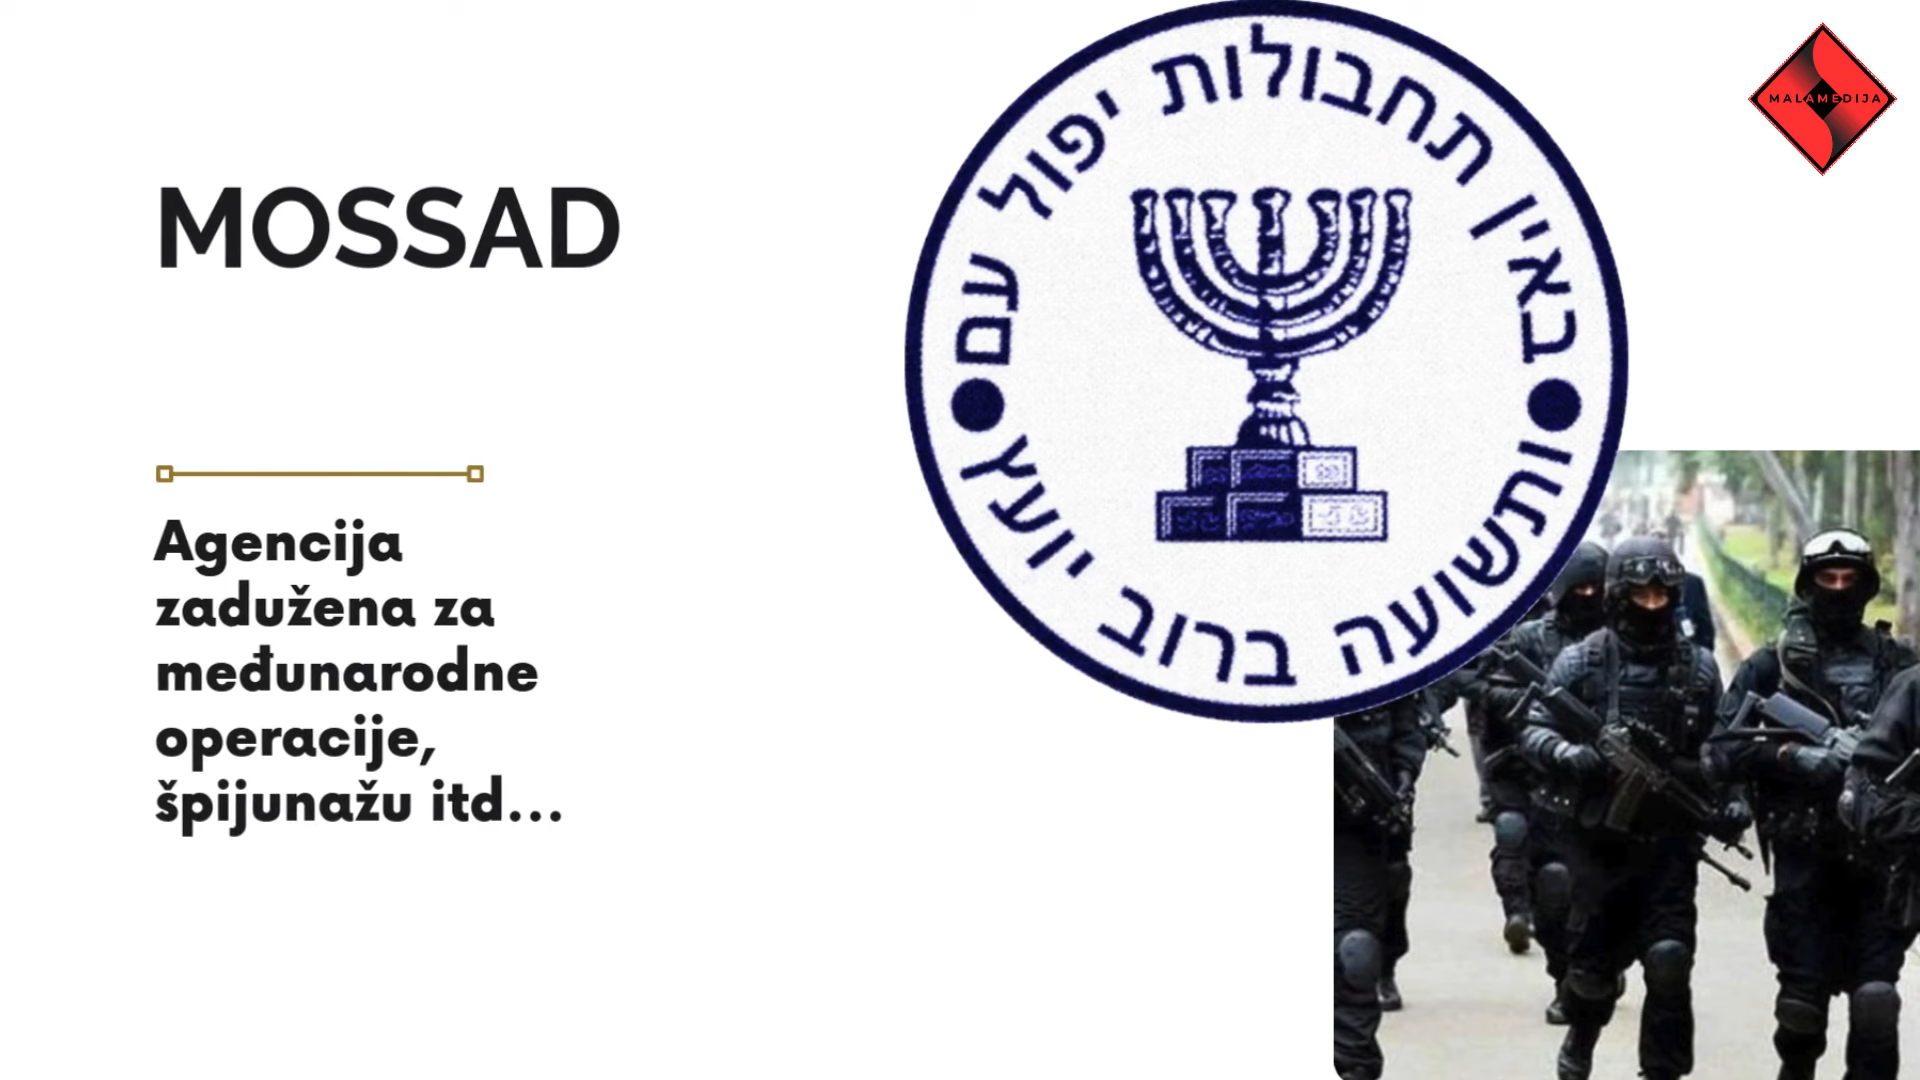 MOSSAD
Agencija
zadužena za
međunarodne
operacije,
špijunažu itd...
באין תחבולות יפול עם
ותשועה ברוב יועץ
MALAMEDIJA